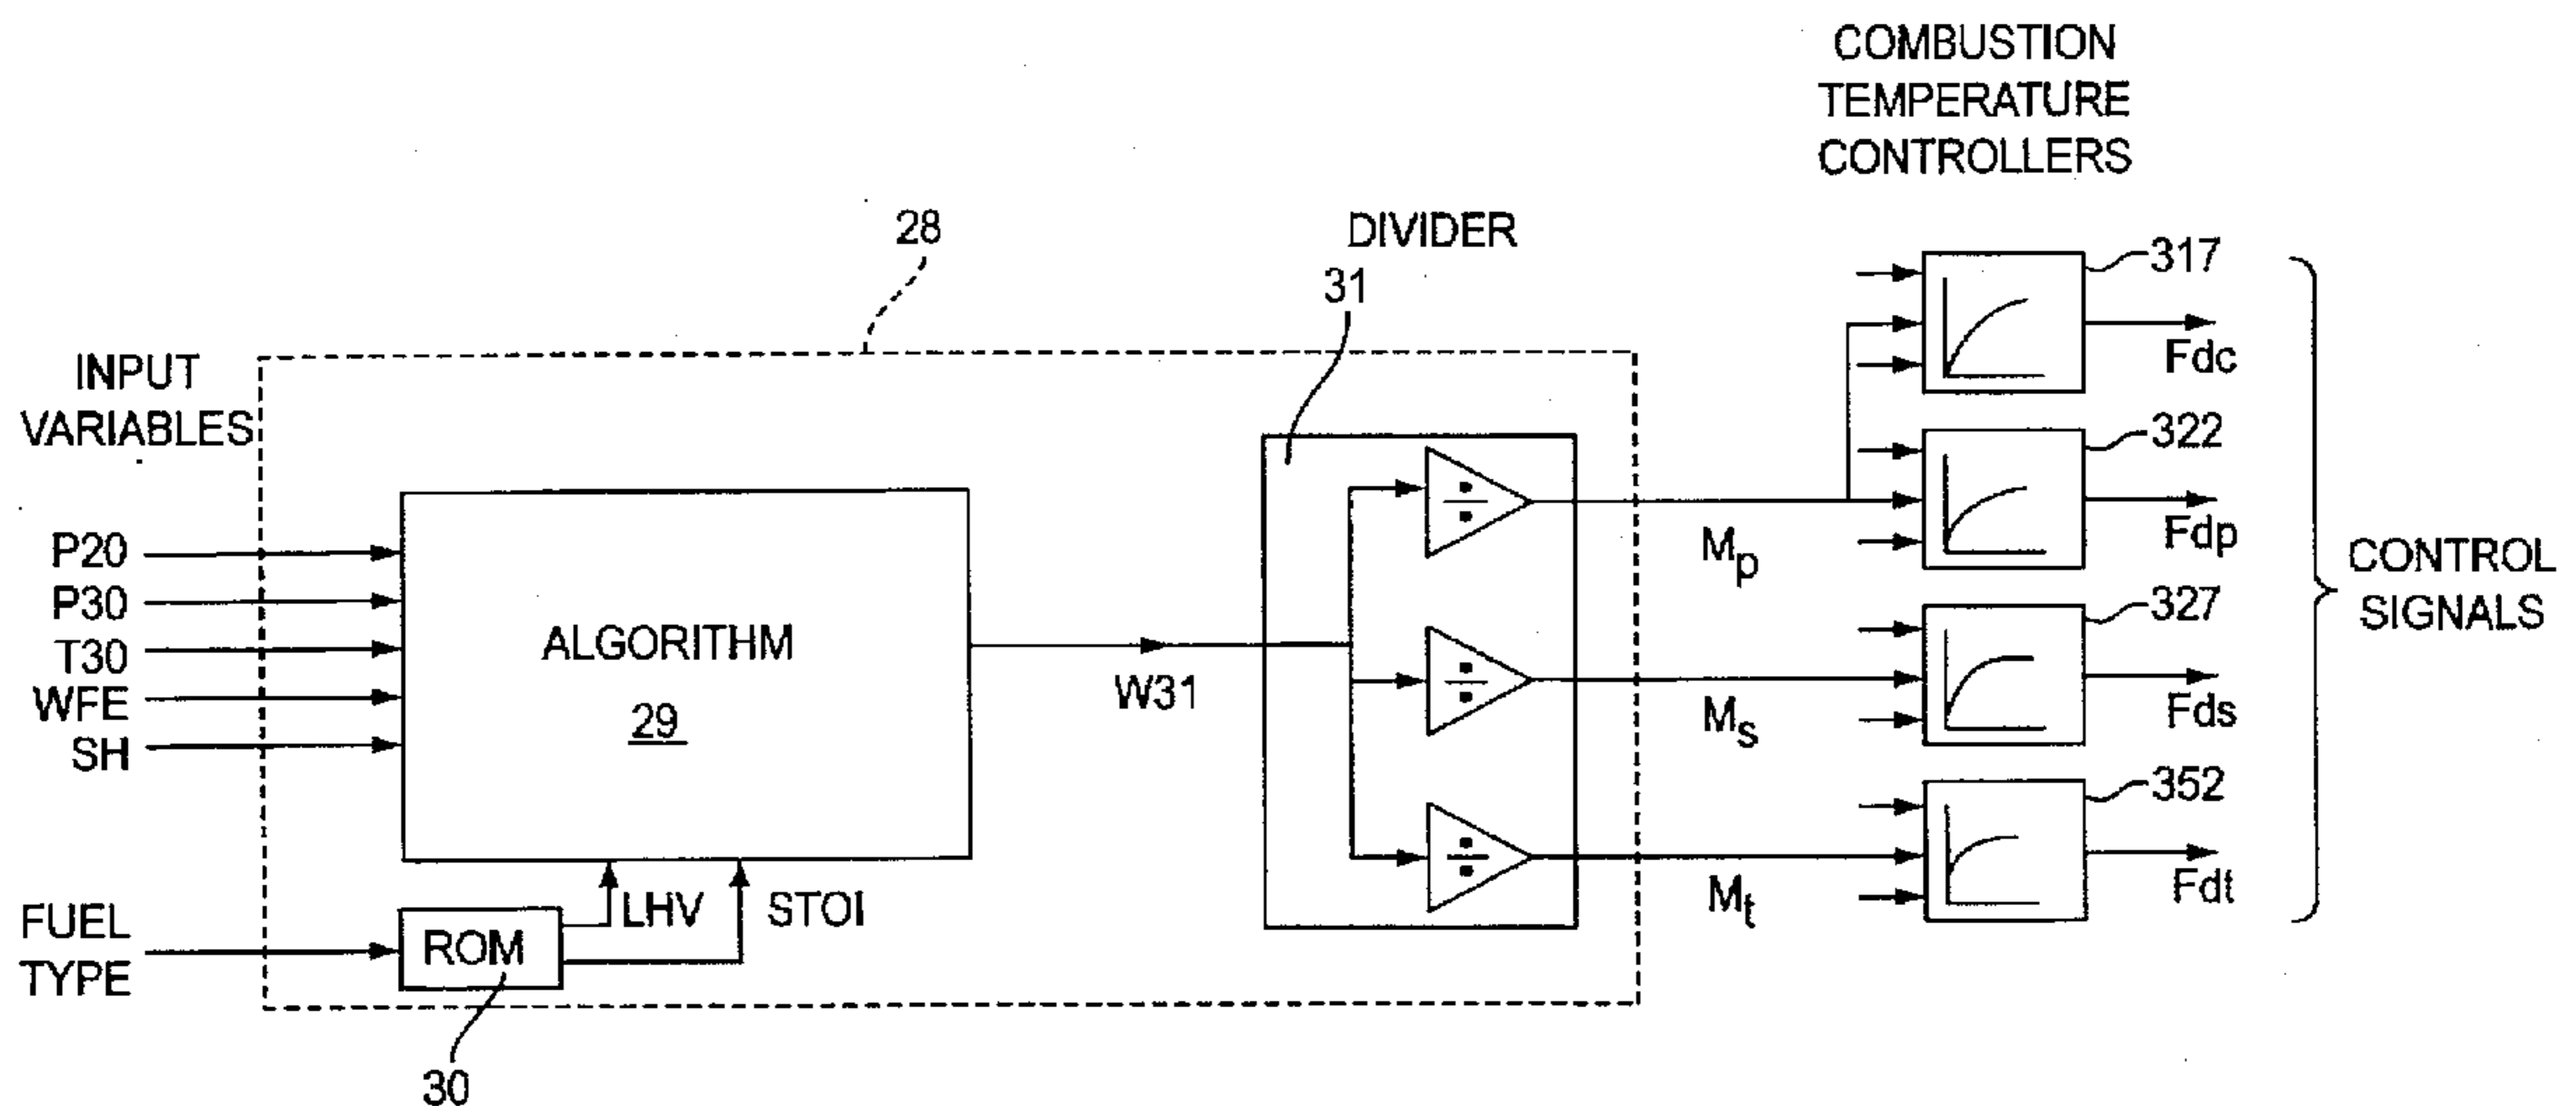 COMBUSTION
TEMPERATURE
CONTROLLERS
28
DIVIDER
31
317
INPUT
VARIABLES
Fdc
322
P20
P30
T30
WFE
SH
ALGORITHM
29
W31
Mp
Fdp
CONTROL
SIGNALS
327
Ms
Fds
352
LHV
STOI
Mt
Fdt
FUEL
TYPE
ROM
30